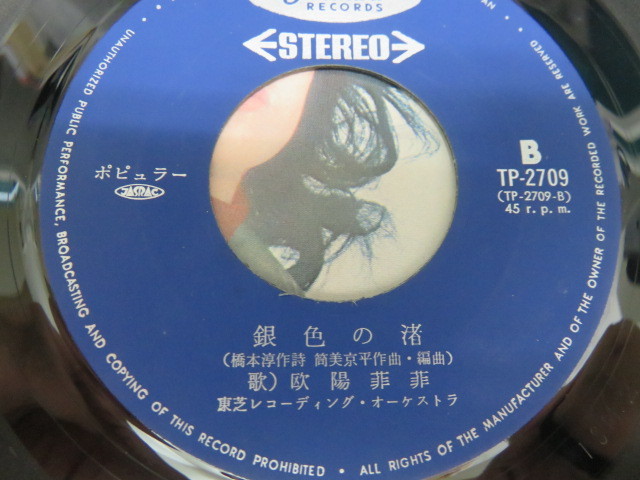 RECORDS
STEREO
ポピュラー
JASRAC
B
TP-2709
(TP-2709-B)
45 r.p.m.
銀色の渚
(橋本淳作詩 筒美京平作曲・編曲)
歌) 欧陽菲菲
東芝レコーディング・オーケストラ
UNAUTHORIZED PUBLIC PERFORMANCE, BROADCASTING AND COPYING OF THIS RECORD PROHIBITED • ALL RIGHTS OF THE MANUFACTURER AND OF THE OWNER OF THE RECORDED WORK ARE RESERVED